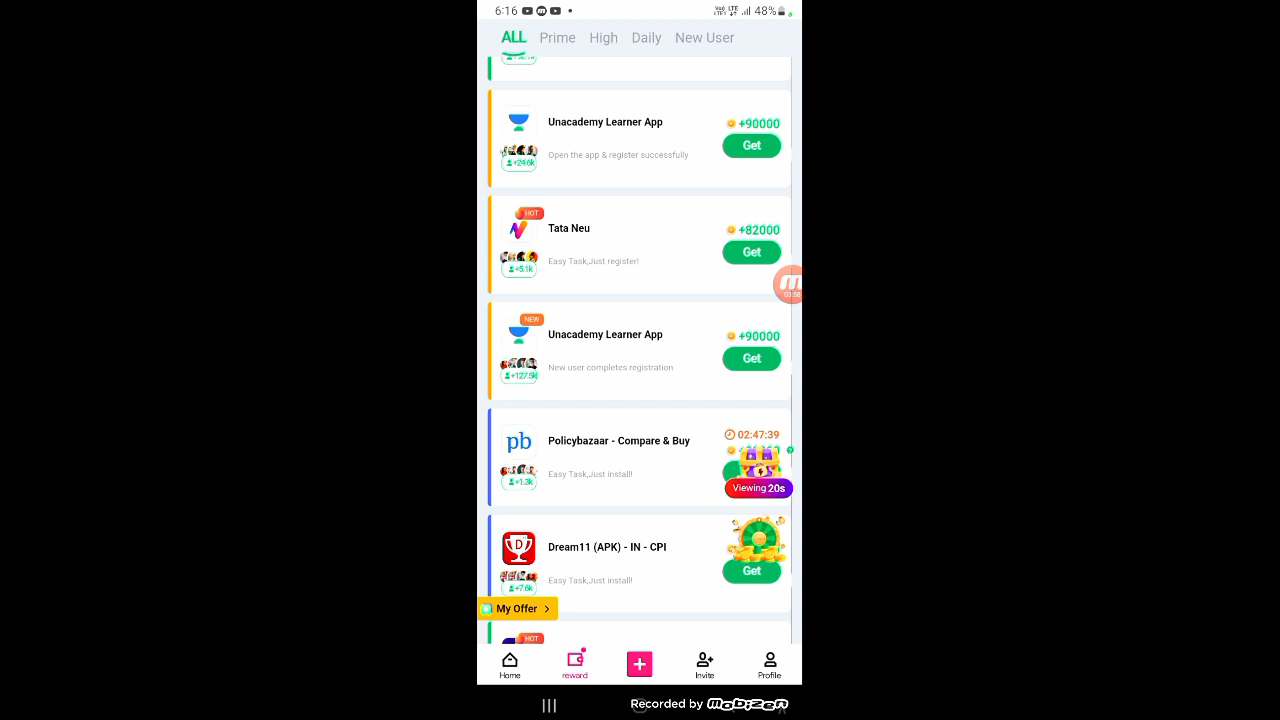 6:16
LTE
48%
ALL Prime High Daily New User
Unacademy Learner App
+90000
Get
Open the app & register successfully
+24.6k
HOT
Tata Neu
+82000
Get
Easy Task,Just register!
+5.1k
03:58
NEW
Unacademy Learner App
+90000
Get
New user completes registration
+127.5k
pb
Policybazaar - Compare & Buy
02:47:39
Easy Task,Just install!
+1.3k
Viewing 20s
Dream11 (APK) - IN - CPI
Get
Easy Task,Just install!
+7.6k
My Offer >
HOT
Home reward Invite Profile
Recorded by Mobizen